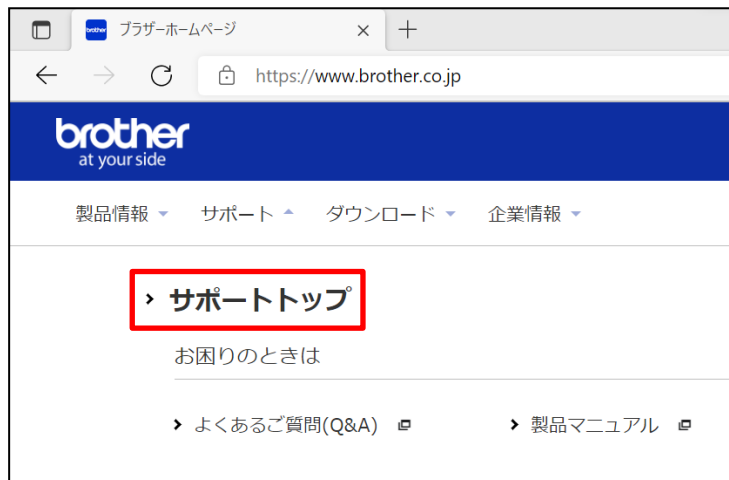 brother ブラザーホームページ
https://www.brother.co.jp
brother
at your side
製品情報 サポート ダウンロード 企業情報
サポートトップ
お困りのときは
よくあるご質問(Q&A) 製品マニュアル